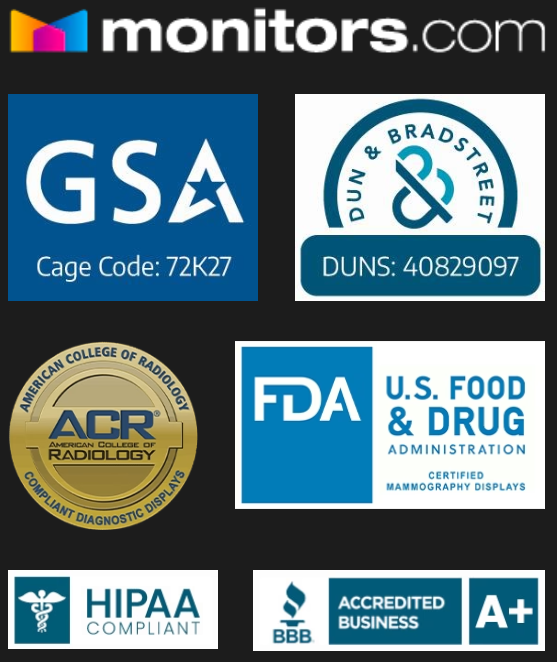 monitors.com
GSA
Cage Code: 72K27
DUN & BRADSTREET
DUNS: 40829097
AMERICAN COLLEGE OF RADIOLOGY
ACR®
AMERICAN COLLEGE OF
RADIOLOGY
COMPLIANT DIAGNOSTIC DISPLAYS
FDA
U.S. FOOD
& DRUG
ADMINISTRATION
CERTIFIED
MAMMOGRAPHY DISPLAYS
HIPAA
COMPLIANT
BBB
ACCREDITED
BUSINESS
A+